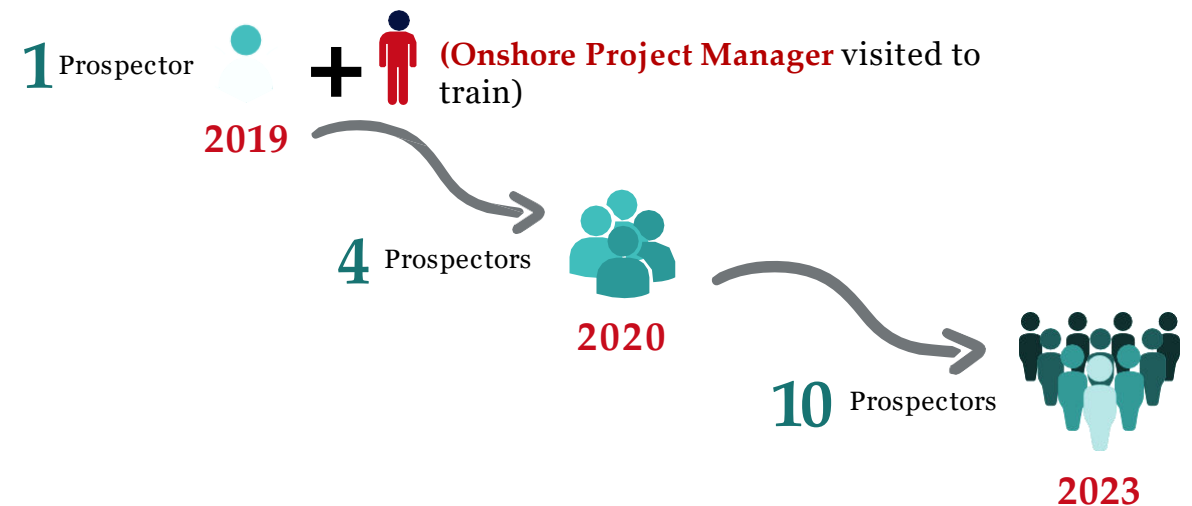 1 Prospector
+
(Onshore Project Manager visited to
train)
2019
4 Prospectors
2020
10 Prospectors
2023